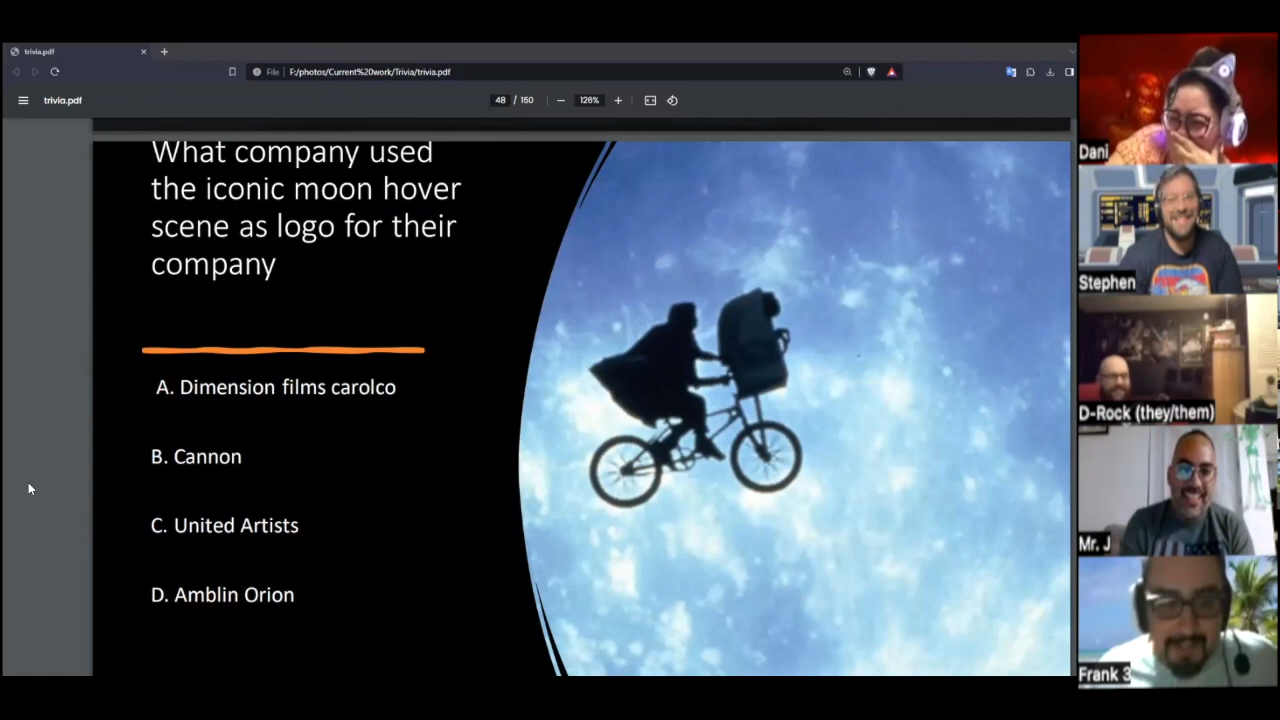 trivia.pdf
File
F:/photos/Current%20work/Trivia/trivia.pdf
trivia.pdf
48 / 150
126%
What company used
the iconic moon hover
scene as logo for their
company
A. Dimension films carolco
B. Cannon
C. United Artists
D. Amblin Orion
Dani
Stephen
D-Rock (they/them)
Mr. J
Frank 3